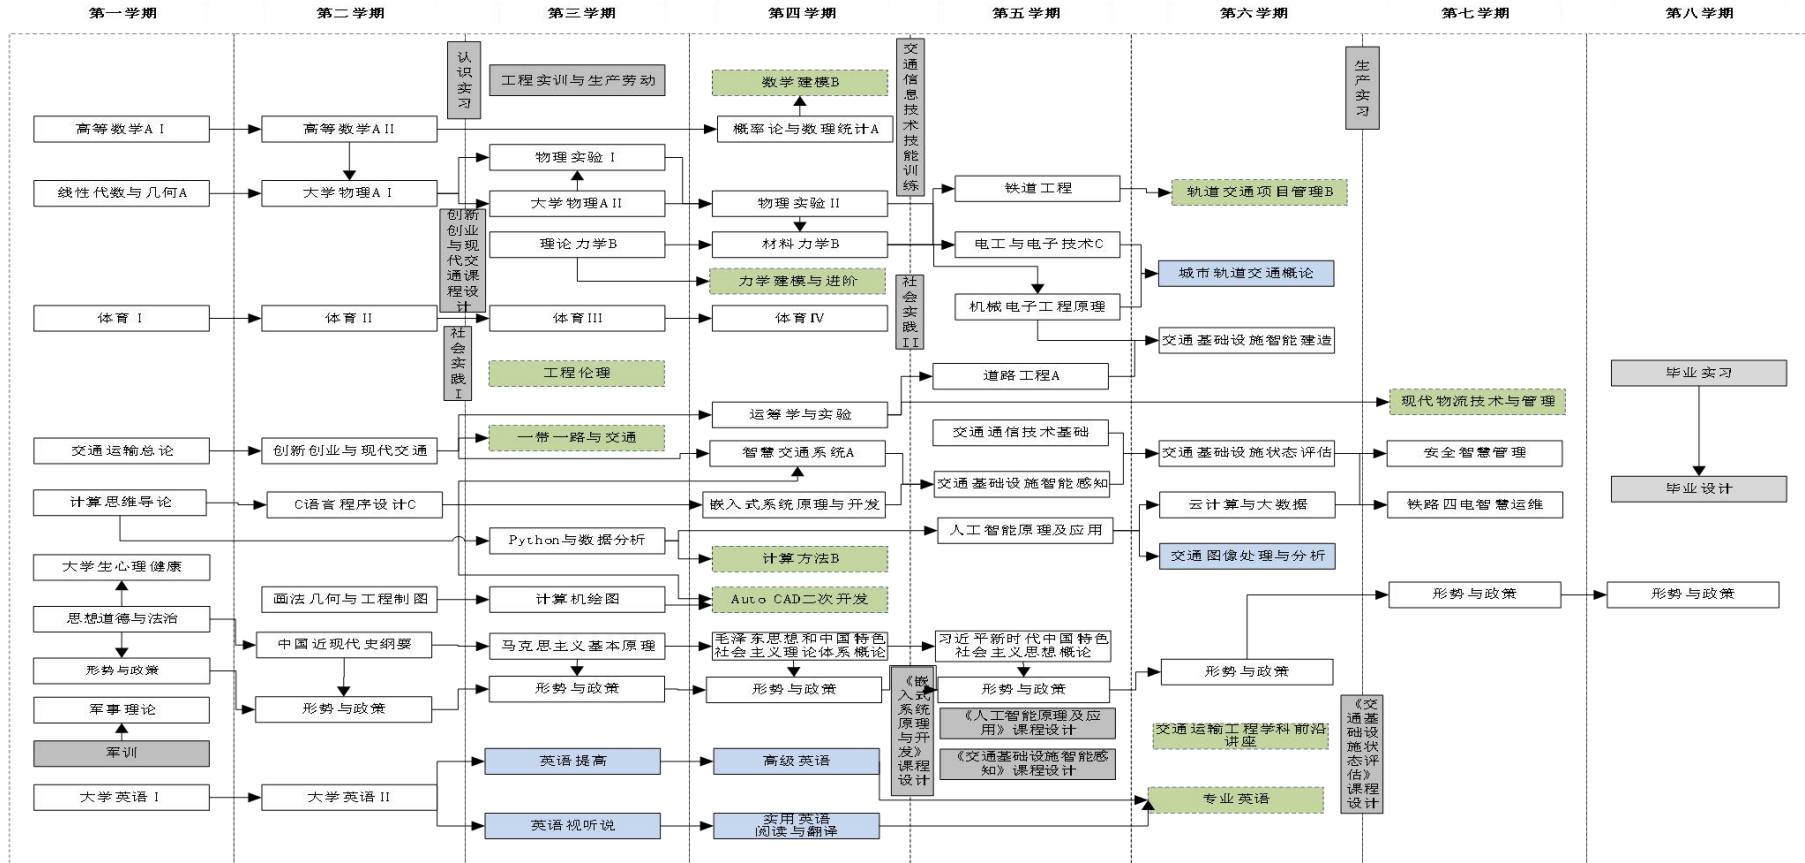 第一学期
第二学期
第三学期
第四学期
第五学期
第六学期
第七学期
第八学期
高等数学A I
线性代数与几何A
体育 I
交通运输总论
计算思维导论
大学生心理健康
思想道德与法治
形势与政策
军事理论
军训
大学英语 I
高等数学AII
大学物理A I
体育 II
创新创业与现代交通
C语言程序设计C
画法几何与工程制图
中国近现代史纲要
形势与政策
大学英语 II
认识实习
创新创业与现代交通课程设计
社会实践I
工程实训与生产劳动
物理实验 I
大学物理AII
理论力学B
体育III
工程伦理
一带一路与交通
Python与数据分析
计算机绘图
马克思主义基本原理
形势与政策
英语提高
英语视听说
数学建模B
概率论与数理统计A
物理实验II
材料力学B
力学建模与进阶
体育IV
运筹学与实验
智慧交通系统A
嵌入式系统原理与开发
计算方法B
Auto CAD二次开发
毛泽东思想和中国特色
社会主义理论体系概论
形势与政策
高级英语
实用英语
阅读与翻译
交通信息技术技能训练
社会实践II
《嵌入式系统原理与开发》课程设计
铁道工程
电工与电子技术C
机械电子工程原理
道路工程A
交通通信技术基础
交通基础设施智能感知
人工智能原理及应用
习近平新时代中国特色
社会主义思想概论
形势与政策
《人工智能原理及应
用》课程设计
《交通基础设施智能感
知》课程设计
轨道交通项目管理B
城市轨道交通概论
交通基础设施智能建造
交通基础设施状态评估
云计算与大数据
交通图像处理与分析
形势与政策
交通运输工程学科前沿
讲座
专业英语
生产实习
《交通基础设施状态评估》课程设计
现代物流技术与管理
安全智慧管理
铁路四电智慧运维
形势与政策
毕业实习
毕业设计
形势与政策